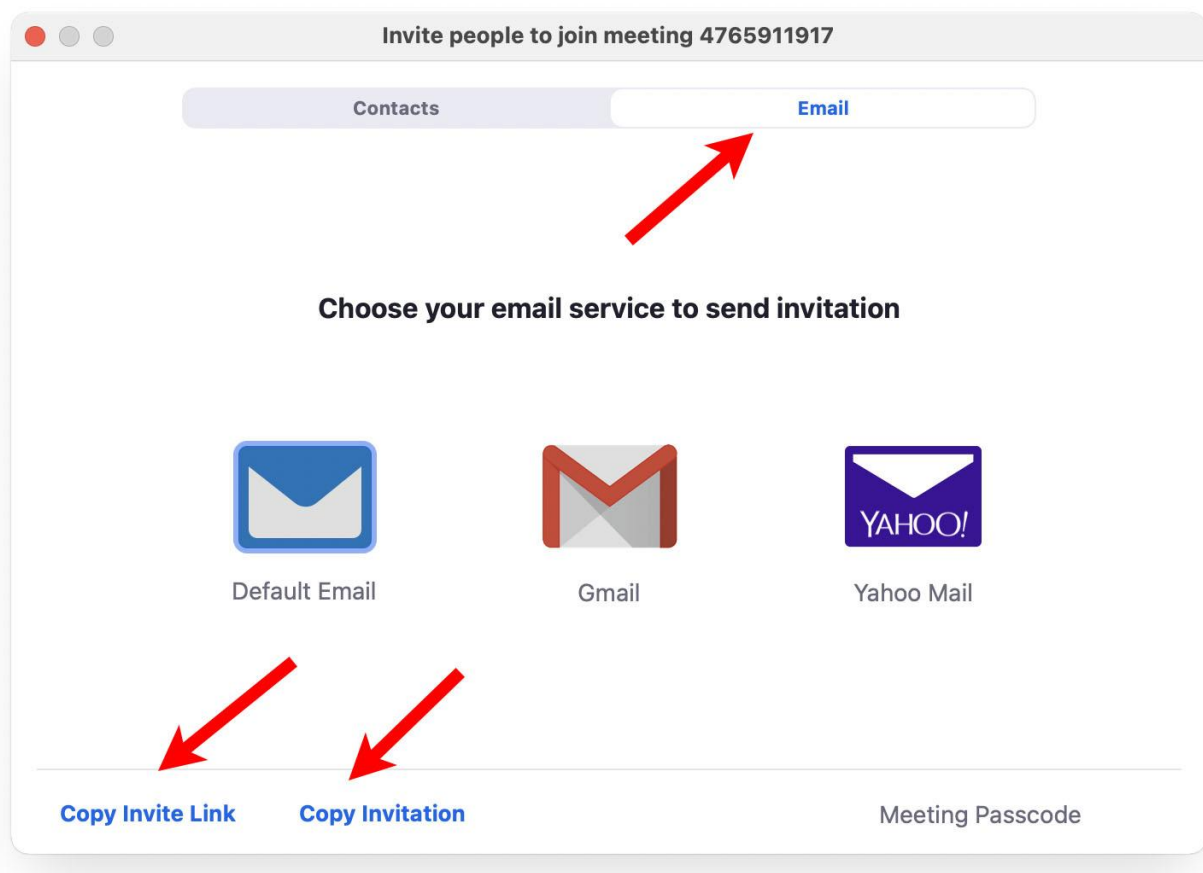 Invite people to join meeting 4765911917
Contacts
Email
Choose your email service to send invitation
YAHOO!
Default Email
Gmail
Yahoo Mail
Copy Invite Link
Copy Invitation
Meeting Passcode